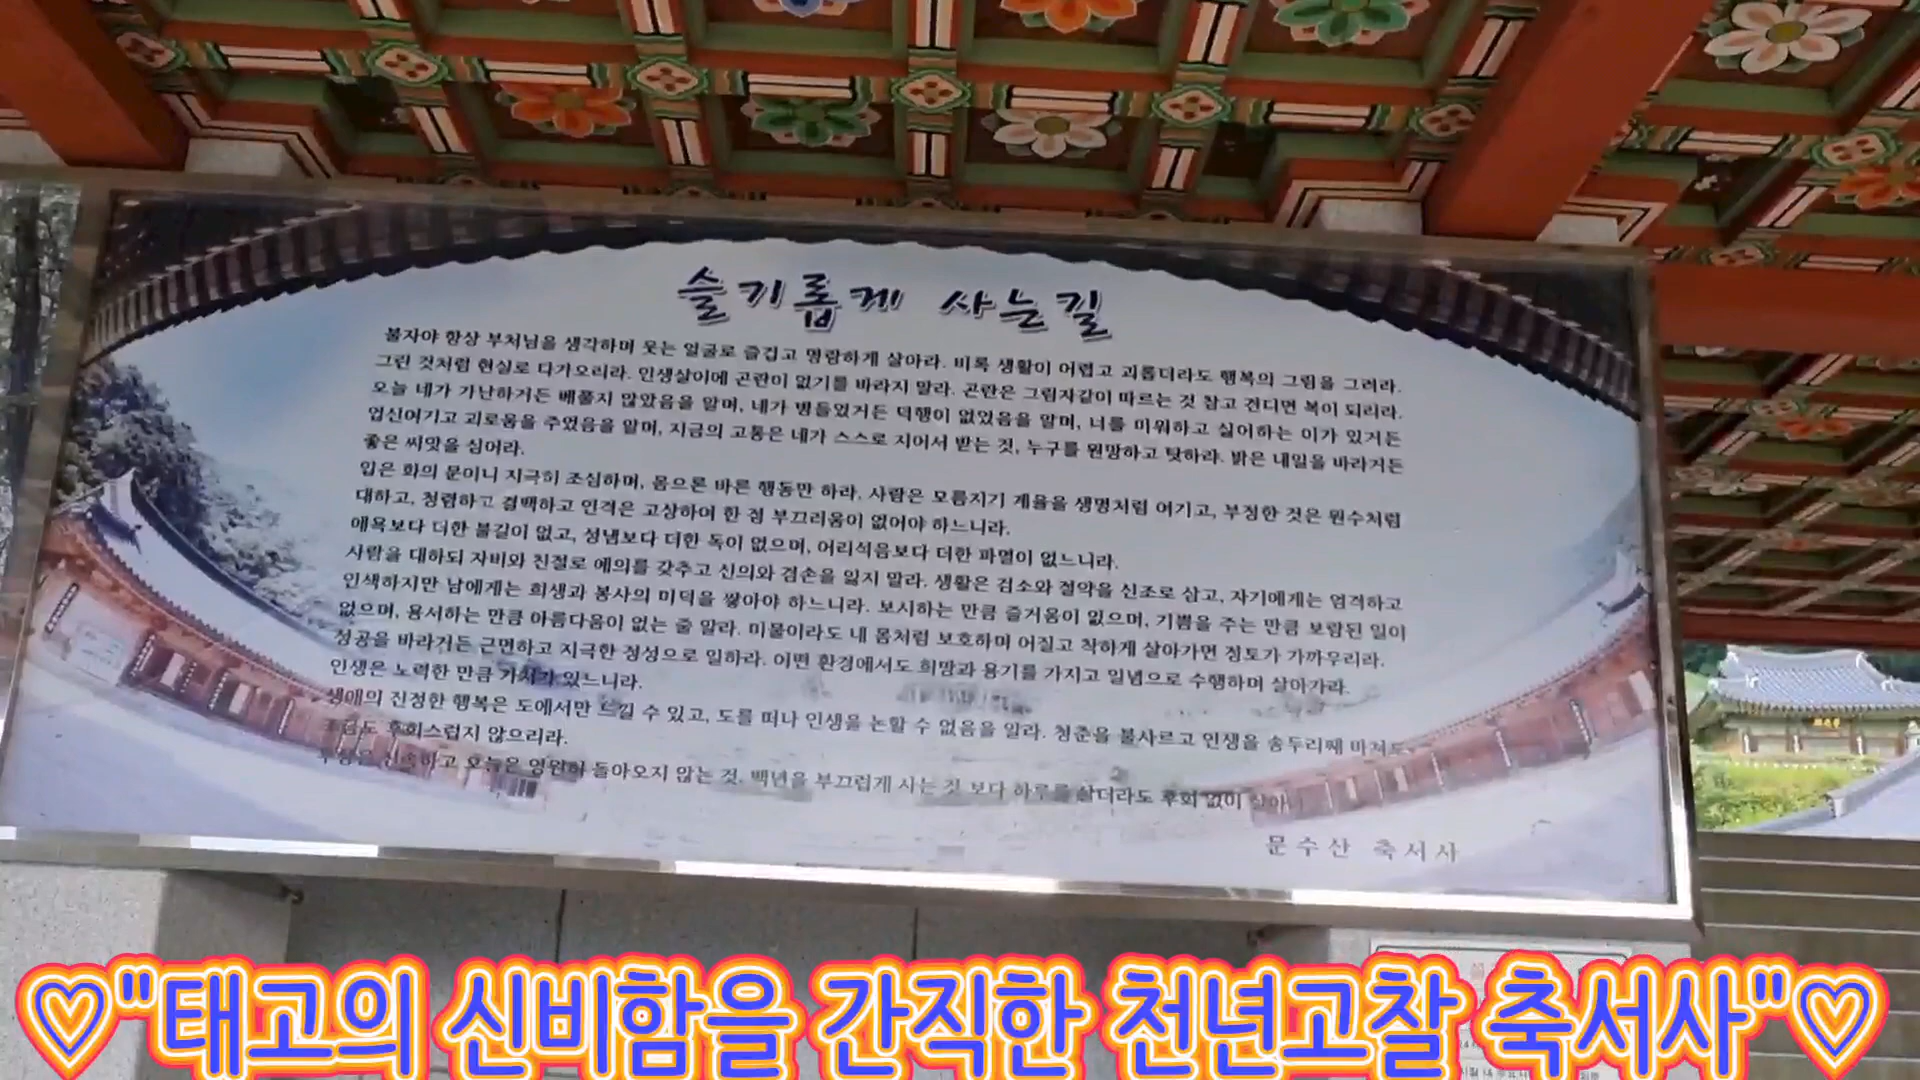 슬기롭게 사는길
불자야 항상 부처님을 생각하며 웃는 얼굴로 즐겁고 명랑하게 살아라. 비록 생활이 어렵고 괴롭더라도 행복의 그림을 그려라.
그린 것처럼 현실로 다가오리라. 인생살이에 곤란이 없기를 바라지 말라. 곤란은 그림자같이 따르는 것 참고 견디면 복이 되리라.
오늘 네가 가난하거든 베풀지 않았음을 알며, 네가 병들었거든 덕행이 없었음을 알며, 너를 미워하고 싫어하는 이가 있거든
업신여기고 괴로움을 주었음을 알며, 지금의 고통은 네가 스스로 지어서 받는 것, 누구를 원망하고 탓하랴. 밝은 내일을 바라거든
좋은 씨앗을 심어라.
입은 화의 문이니 지극히 조심하며, 몸으론 바른 행동만 하라. 사람은 모름지기 계율을 생명처럼 여기고, 부정한 것은 원수처럼
대하고, 청렴하고 결백하고 인격은 고상하여 한 점 부끄러움이 없어야 하느니라.
애욕보다 더한 불길이 없고, 성냄보다 더한 독이 없으며, 어리석음보다 더한 파멸이 없느니라.
사람을 대하되 자비와 친절로 예의를 갖추고 신의와 겸손을 잃지 말라. 생활은 검소와 절약을 신조로 삼고, 자기에게는 엄격하고
인색하지만 남에게는 희생과 봉사의 미덕을 쌓아야 하느니라. 보시하는 만큼 즐거움이 있으며, 기쁨을 주는 만큼 보람된 일이
없으며, 용서하는 만큼 아름다움이 없는 줄 알라. 미물이라도 내 몸처럼 보호하며 어질고 착하게 살아가면 정토가 가까우리라.
성공을 바라거든 근면하고 지극한 정성으로 일하라. 어떤 환경에서도 희망과 용기를 가지고 일념으로 수행하며 살아가라.
인생은 노력한 만큼 가치가 있느니라.
생애의 진정한 행복은 도에서만 느낄 수 있고, 도를 떠나 인생을 논할 수 없음을 알라. 청춘을 불사르고 인생을 송두리째 바쳐도
후회스럽지 않으리라.
오늘은 영원히 돌아오지 않는 것, 백년을 부끄럽게 사는 것 보다 하루를 살더라도 후회 없이
문수산 축서사
♡"태고의 신비함을 간직한 천년고찰 축서사"♡